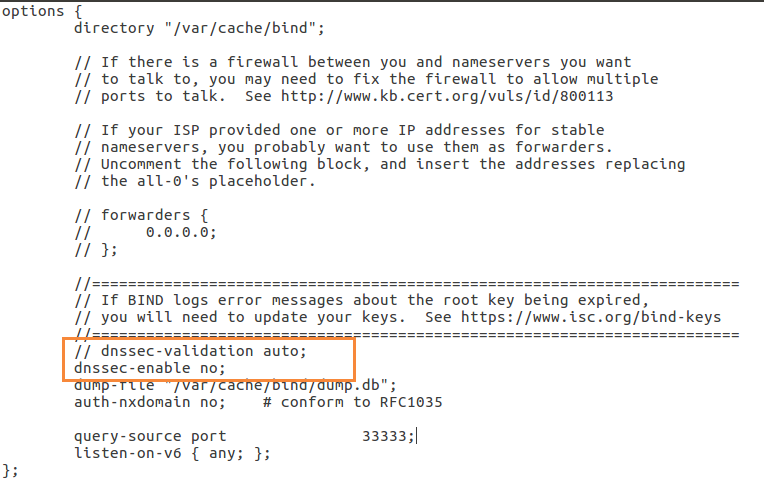 options {
directory "/var/cache/bind";
// If there is a firewall between you and nameservers you want
// to talk to, you may need to fix the firewall to allow multiple
// ports to talk.  See http://www.kb.cert.org/vuls/id/800113
// If your ISP provided one or more IP addresses for stable
// nameservers, you probably want to use them as forwarders.
// Uncomment the following block, and insert the addresses replacing
// the all-0's placeholder.
// forwarders {
//      0.0.0.0;
// };
//========================================================================
// If BIND logs error messages about the root key being expired,
// you will need to update your keys.  See https://www.isc.org/bind-keys
//========================================================================
// dnssec-validation auto;
dnssec-enable no;
dump-file "/var/cache/bind/dump.db";
auth-nxdomain no;    # conform to RFC1035
query-source port               33333;
listen-on-v6 { any; };
};